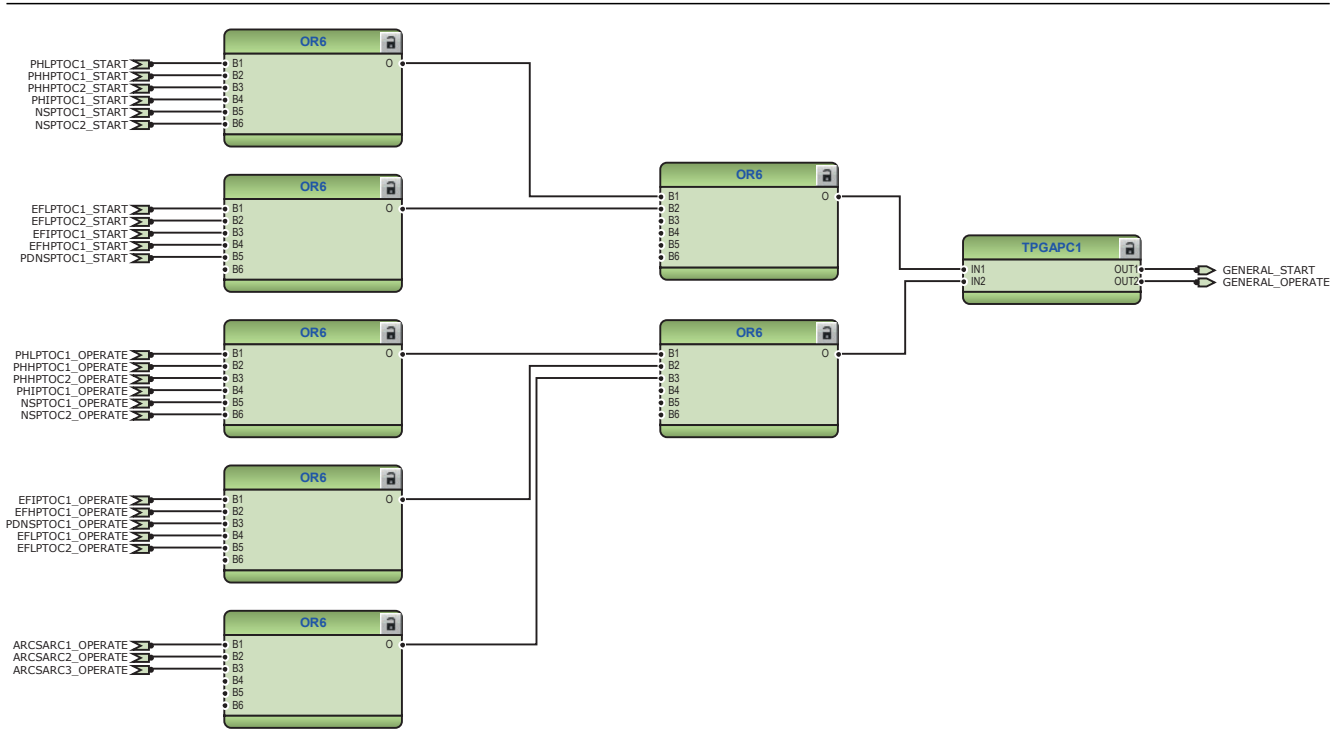 OR6
PHLPTOC1_START B1 O
PHHPTOC1_START B2
PHHPTOC2_START B3
PHIPTOC1_START B4
NSPTOC1_START B5
NSPTOC2_START B6
OR6
EFLPTOC1_START B1 O
EFLPTOC2_START B2
EFIPTOC1_START B3
EFHPTOC1_START B4
PDNSPTOC1_START B5
B6
OR6
B1 O
B2
B3
B4
B5
B6
TPGAPC1
IN1 OUT1 GENERAL_START
IN2 OUT2 GENERAL_OPERATE
OR6
PHLPTOC1_OPERATE B1 O
PHHPTOC1_OPERATE B2
PHHPTOC2_OPERATE B3
PHIPTOC1_OPERATE B4
NSPTOC1_OPERATE B5
NSPTOC2_OPERATE B6
OR6
B1 O
B2
B3
B4
B5
B6
OR6
EFIPTOC1_OPERATE B1 O
EFHPTOC1_OPERATE B2
PDNSPTOC1_OPERATE B3
EFLPTOC1_OPERATE B4
EFLPTOC2_OPERATE B5
B6
OR6
ARCSARC1_OPERATE B1 O
ARCSARC2_OPERATE B2
ARCSARC3_OPERATE B3
B4
B5
B6